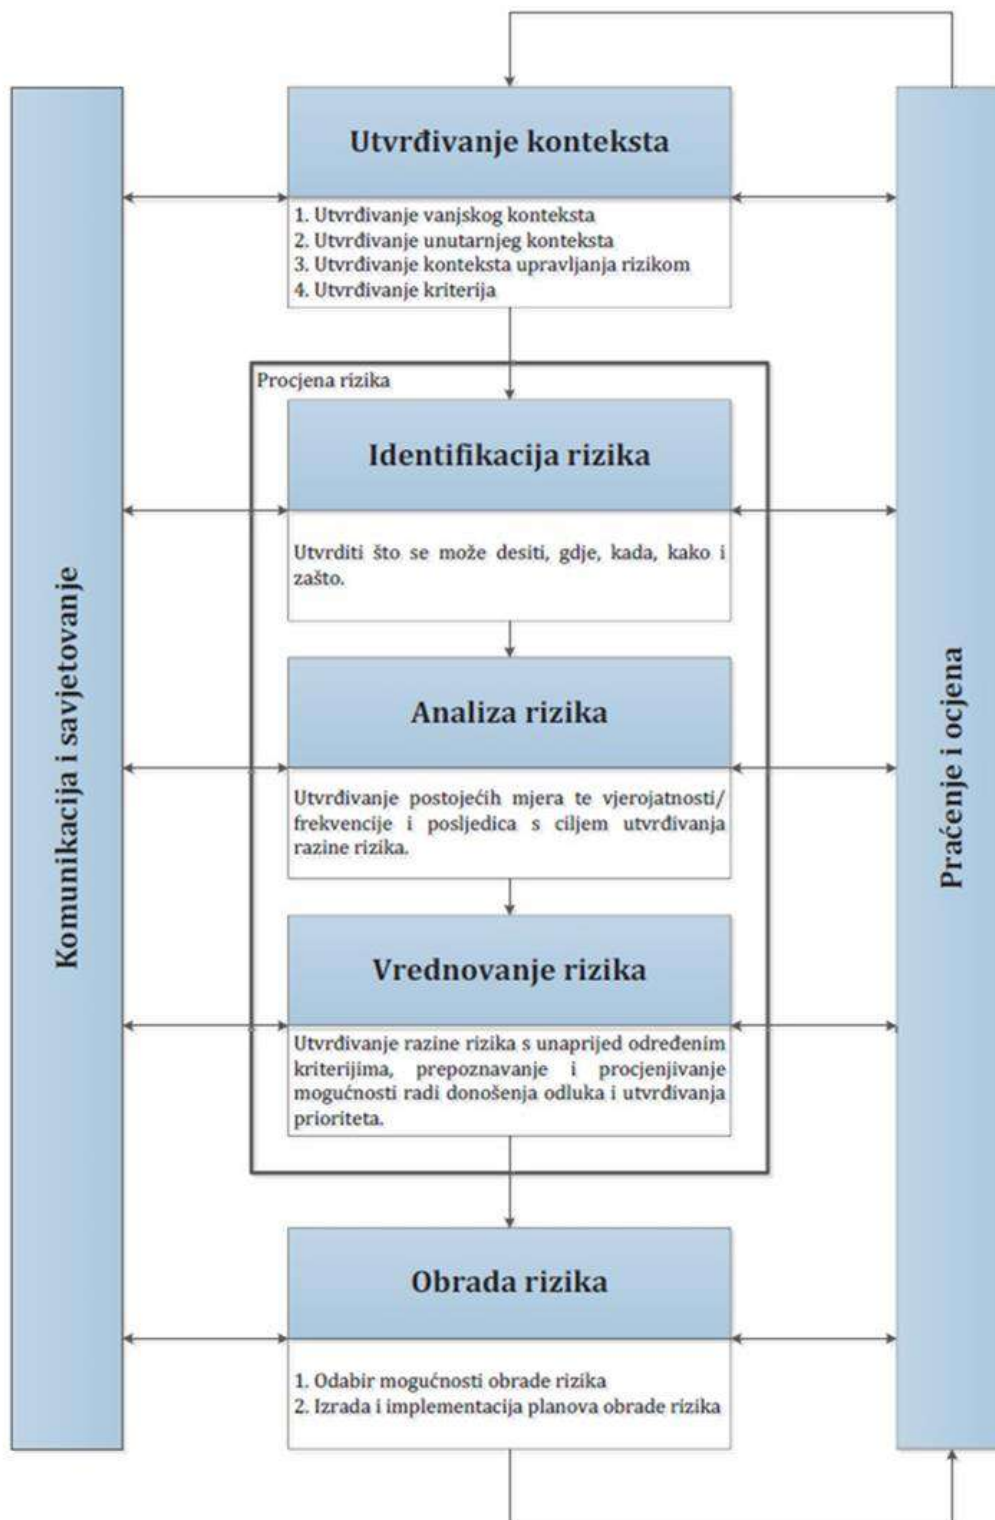 Utvrđivanje konteksta
1. Utvrđivanje vanjskog konteksta
2. Utvrđivanje unutarnjeg konteksta
3. Utvrđivanje konteksta upravljanja rizikom
4. Utvrđivanje kriterija
Procjena rizika
Identifikacija rizika
Utvrditi što se može desiti, gdje, kada, kako i
zašto.
Analiza rizika
Utvrđivanje postojećih mjera te vjerojatnosti/
frekvencije i posljedica s ciljem utvrđivanja
razine rizika.
Vrednovanje rizika
Utvrđivanje razine rizika s unaprijed određenim
kriterijima, prepoznavanje i procjenjivanje
mogućnosti radi donošenja odluka i utvrđivanja
prioriteta.
Obrada rizika
1. Odabir mogućnosti obrade rizika
2. Izrada i implementacija planova obrade rizika
Komunikacija i savjetovanje
Praćenje i ocjena